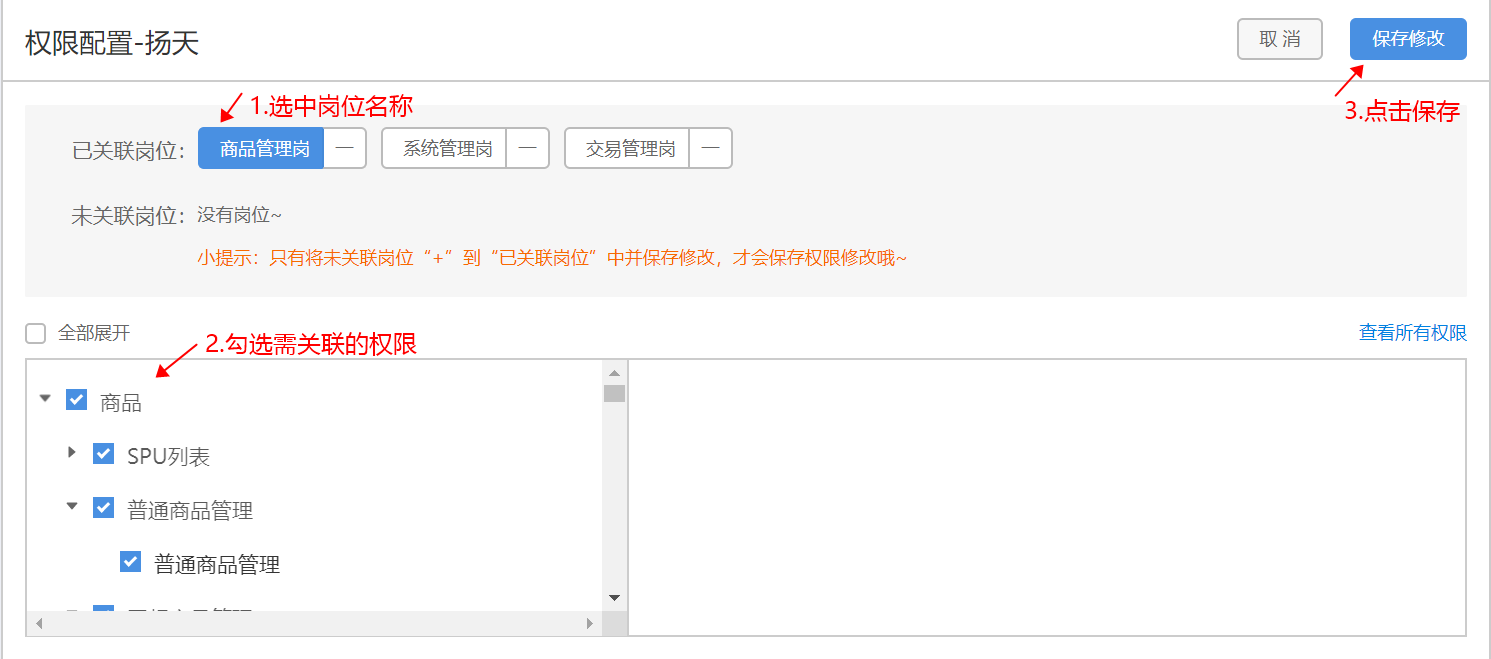 权限配置-扬天
取 消
保存修改
1.选中岗位名称
3.点击保存
已关联岗位：
商品管理岗 —
系统管理岗 —
交易管理岗 —
未关联岗位：
没有岗位~
小提示：只有将未关联岗位“+”到“已关联岗位”中并保存修改，才会保存权限修改哦~
全部展开
2.勾选需关联的权限
查看所有权限
商品
SPU列表
普通商品管理
普通商品管理